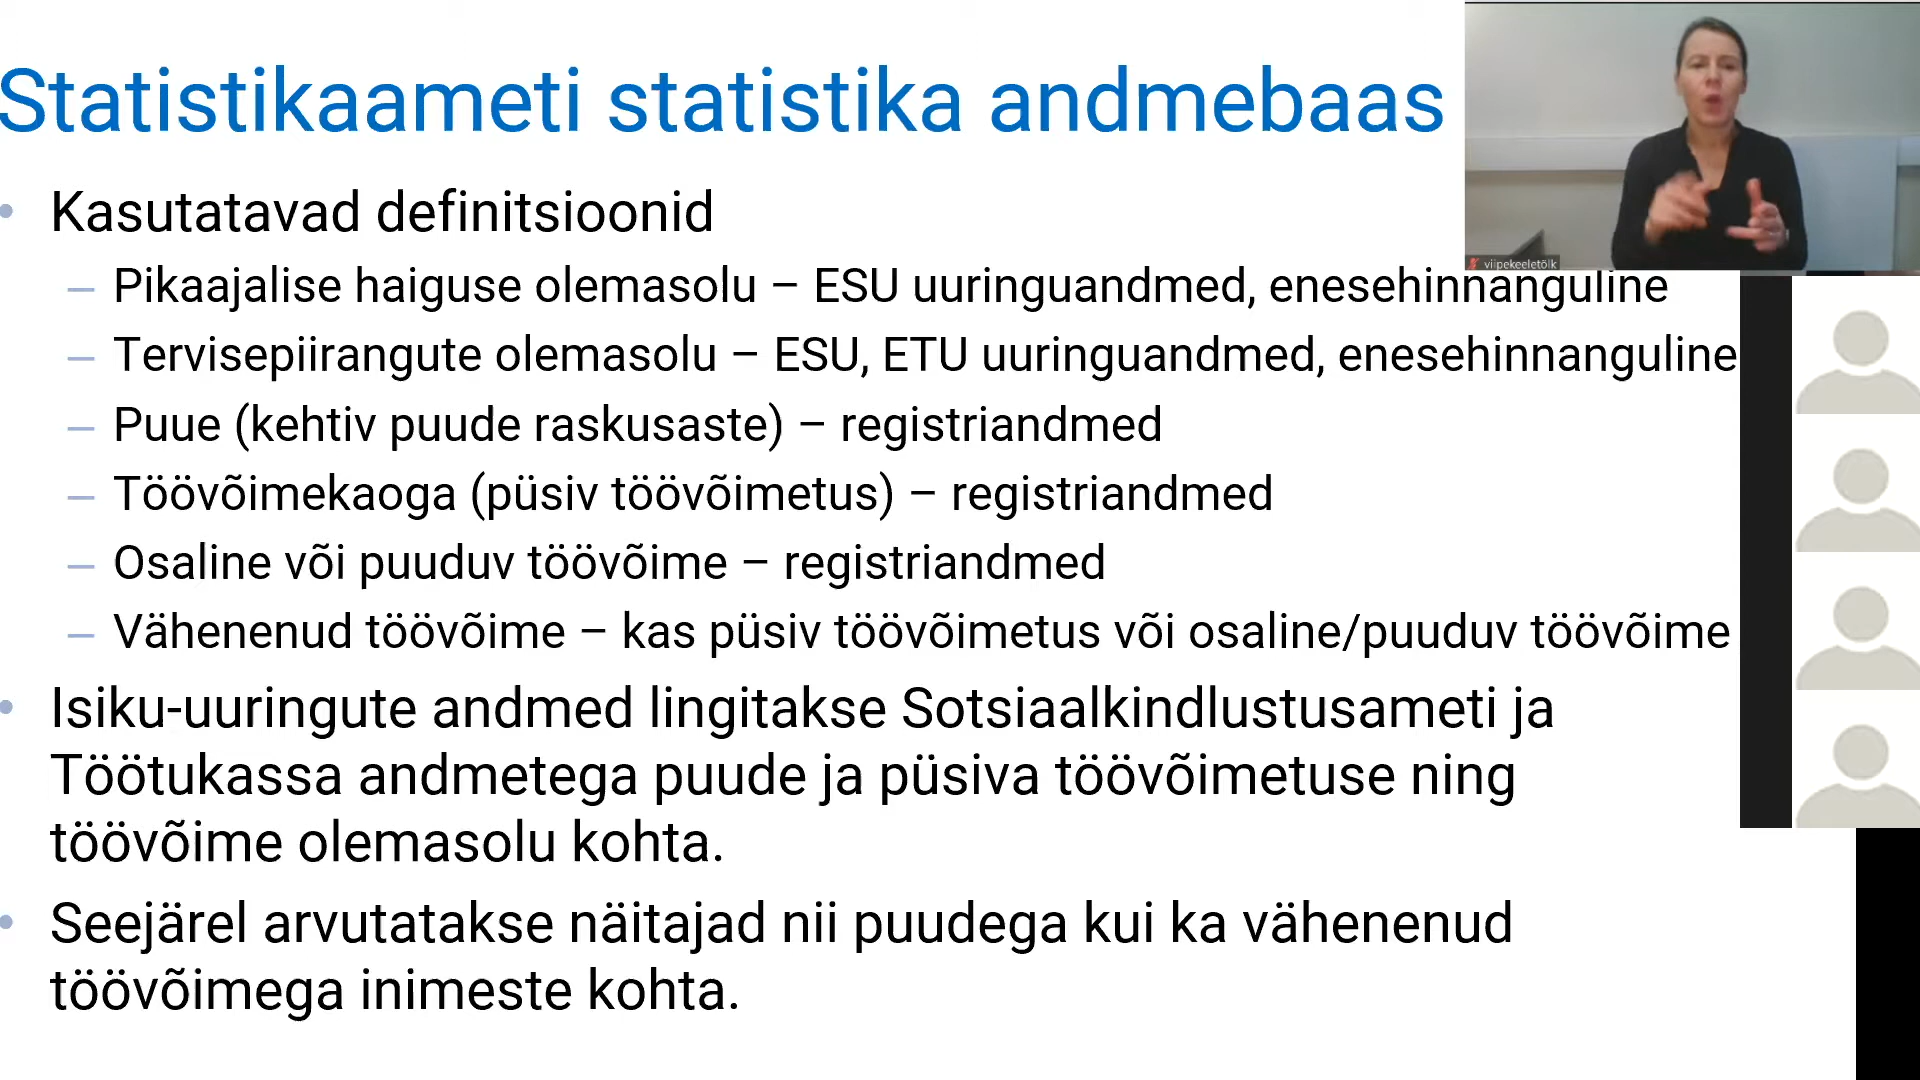 Statistikaameti statistika andmebaas
• Kasutatavad definitsioonid
– Pikaajalise haiguse olemasolu – ESU uuringuandmed, enesehinnanguline
– Tervisepiirangute olemasolu – ESU, ETU uuringuandmed, enesehinnanguline
– Puue (kehtiv puude raskusaste) – registriandmed
– Töövõimekaoga (püsiv töövõimetus) – registriandmed
– Osaline või puuduv töövõime – registriandmed
– Vähenenud töövõime – kas püsiv töövõimetus või osaline/puuduv töövõime
• Isiku-uuringute andmed lingitakse Sotsiaalkindlustusameti ja
Töötukassa andmetega puude ja püsiva töövõimetuse ning
töövõime olemasolu kohta.
• Seejärel arvutatakse näitajad nii puudega kui ka vähenenud
töövõimega inimeste kohta.
viipekeeletõlk